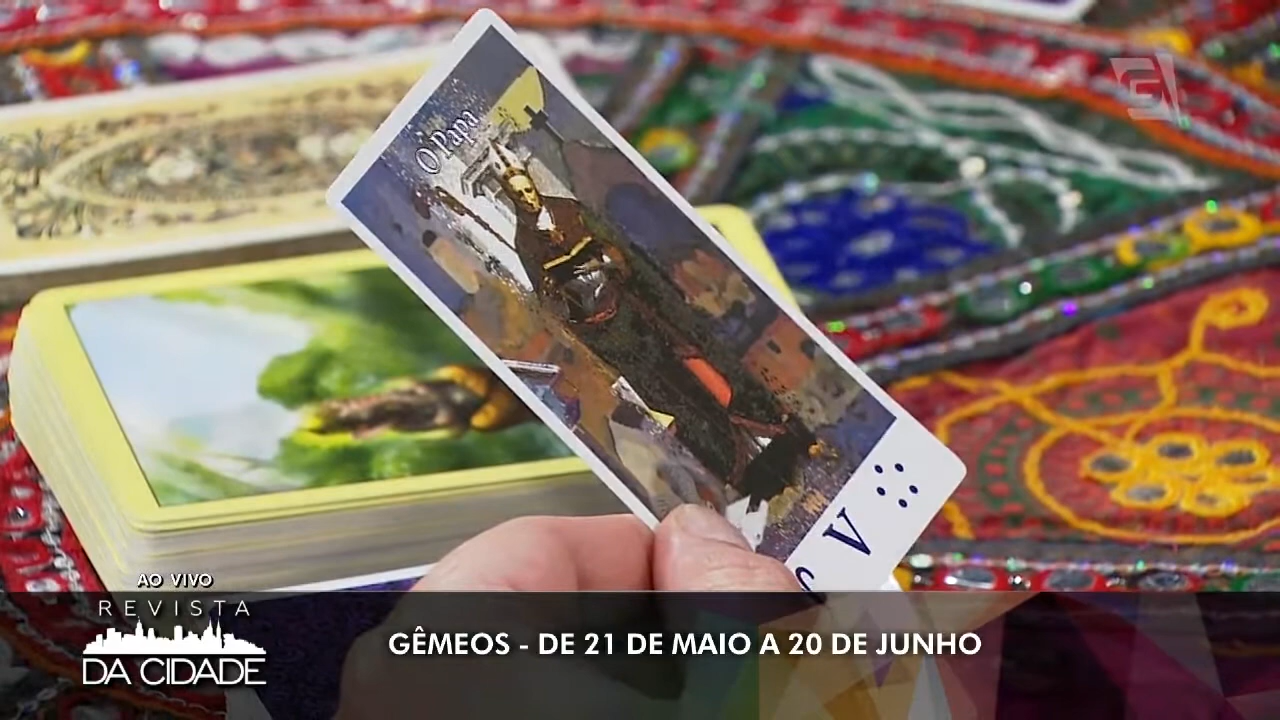 O Papa
V
AO VIVO
REVISTA
DA CIDADE
GÊMEOS - DE 21 DE MAIO A 20 DE JUNHO